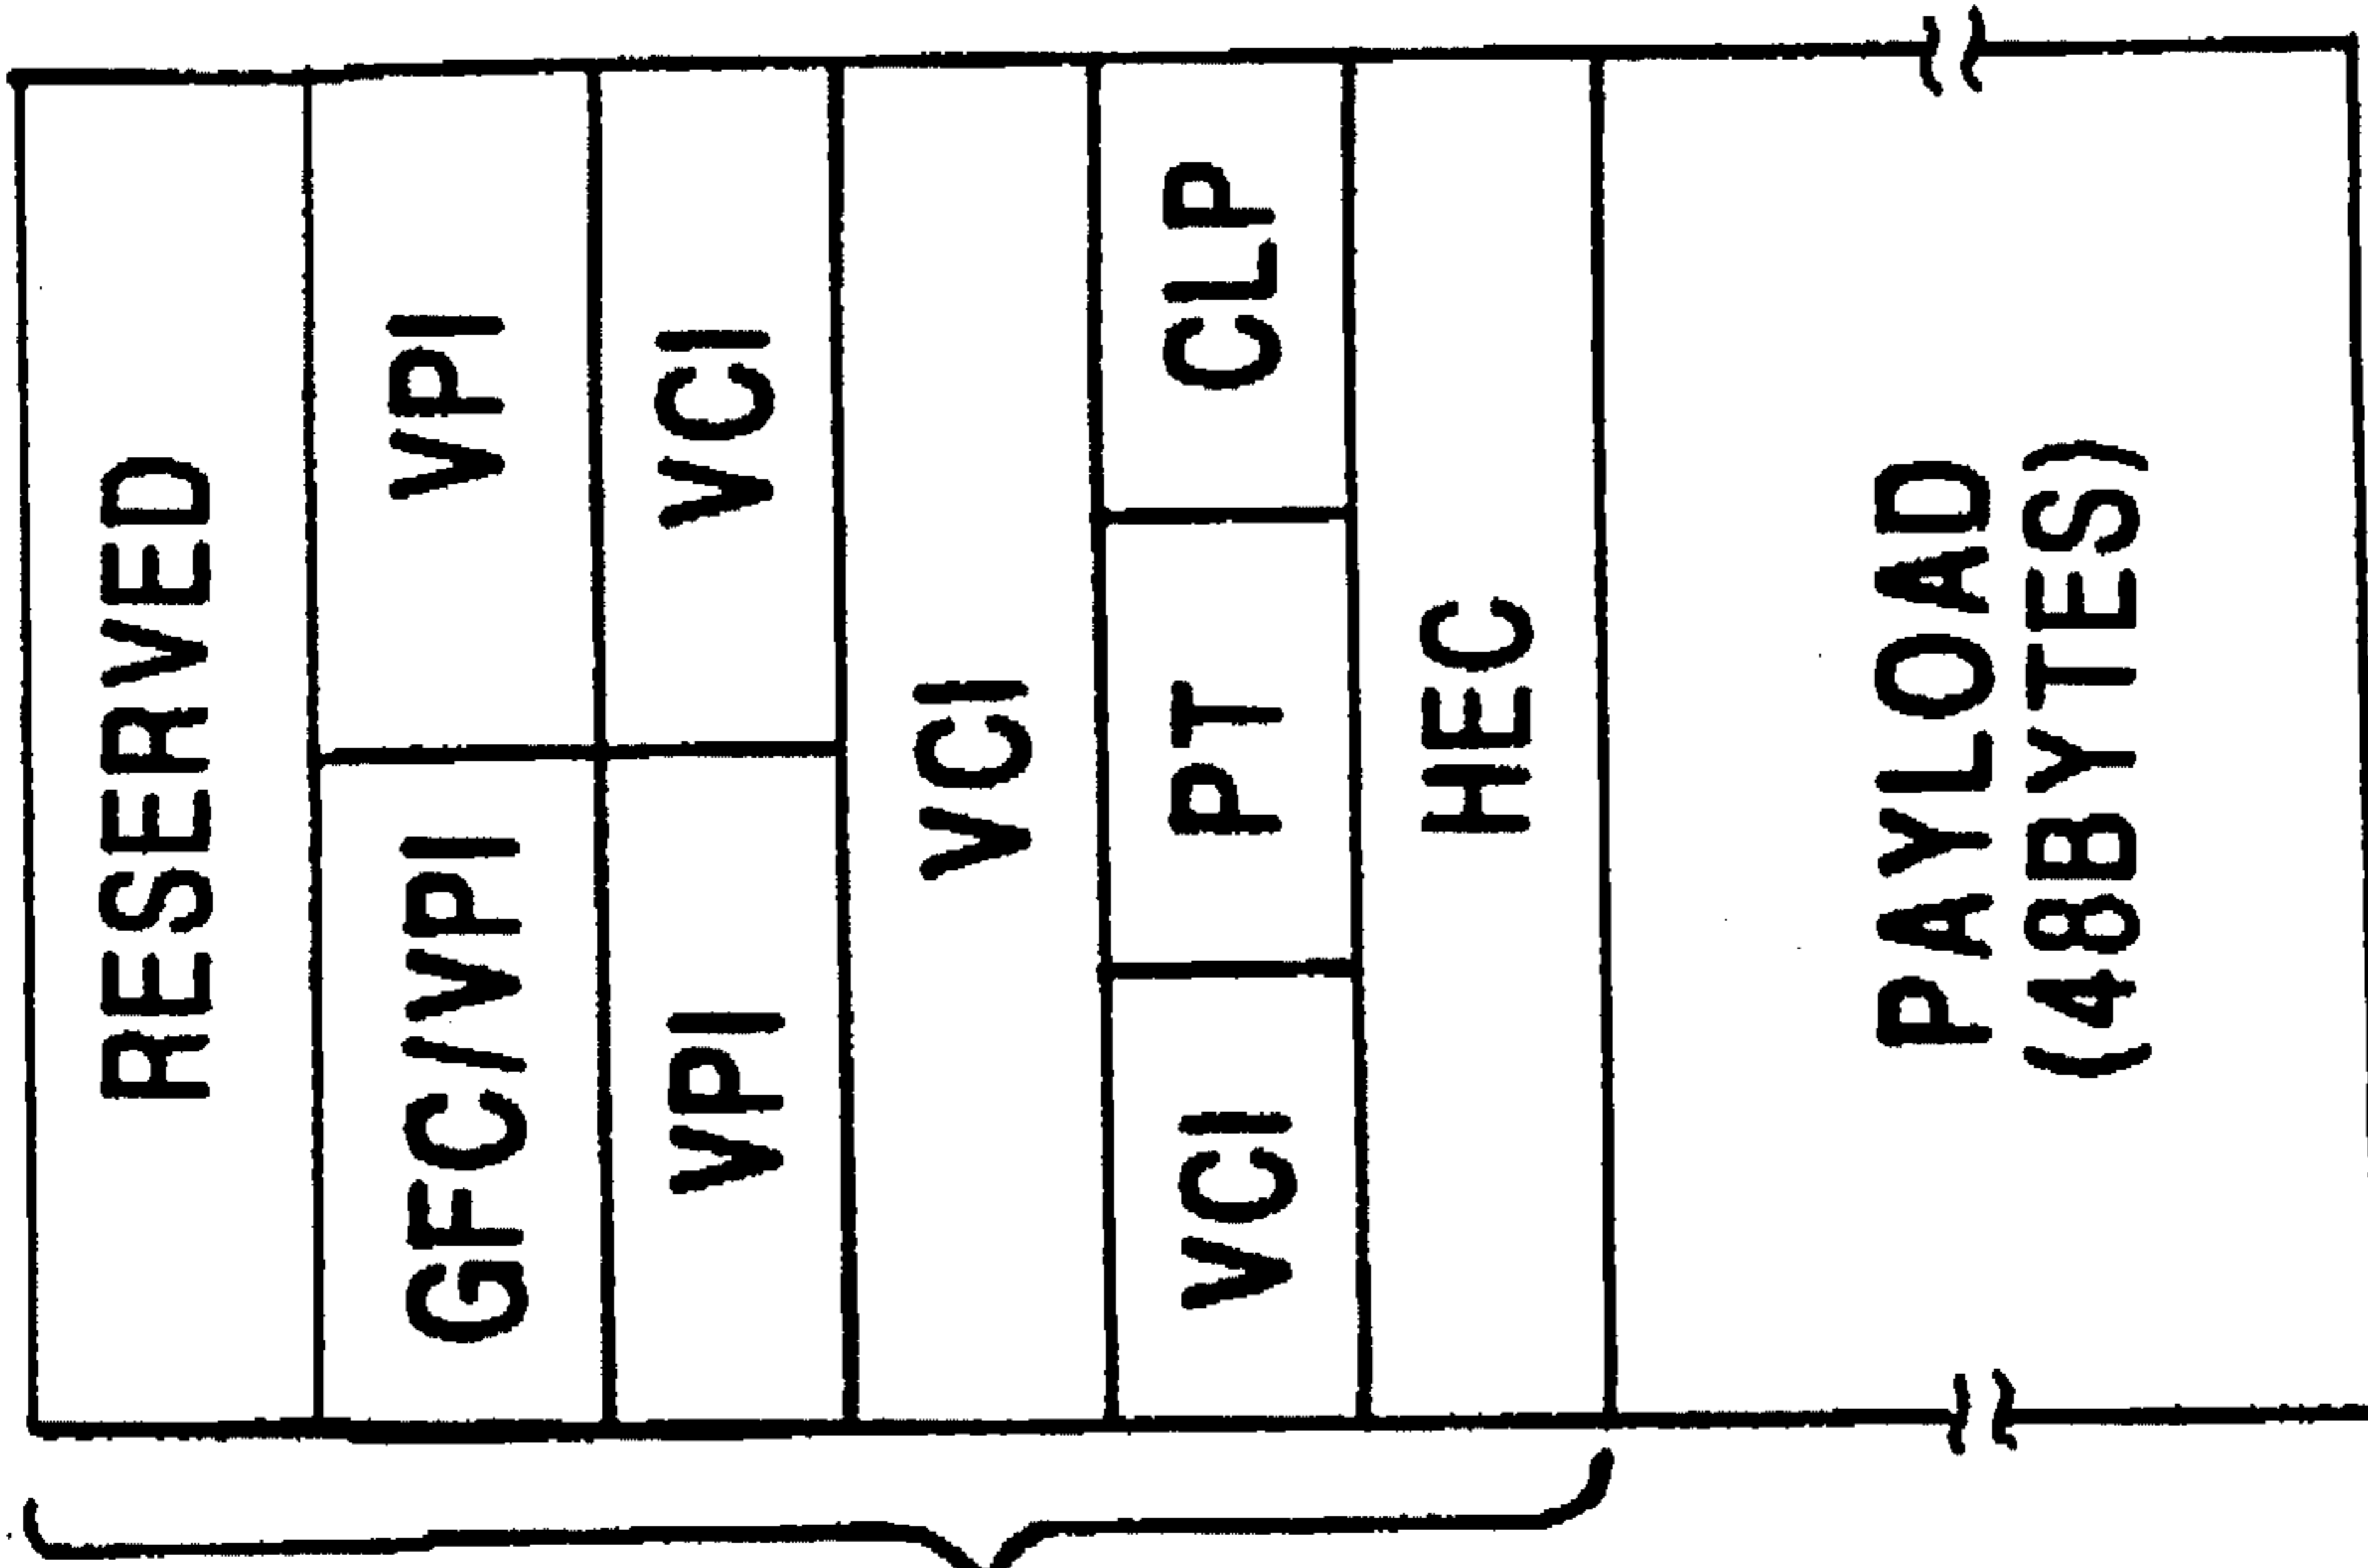 RESERVED
GFC/VPI VPI
VPI VCI
VCI
VCI PT CLP
HEC
PAYLOAD
(48BYTES)